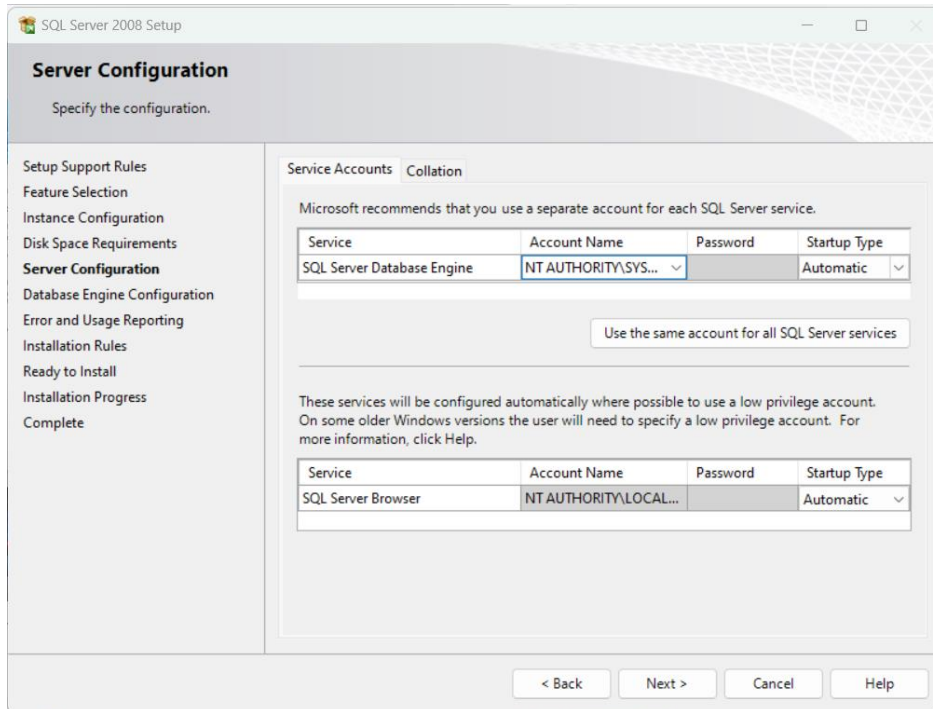 SQL Server 2008 Setup
Server Configuration
Specify the configuration.
Setup Support Rules
Feature Selection
Instance Configuration
Disk Space Requirements
Server Configuration
Database Engine Configuration
Error and Usage Reporting
Installation Rules
Ready to Install
Installation Progress
Complete
Service Accounts Collation
Microsoft recommends that you use a separate account for each SQL Server service.
Service Account Name Password Startup Type
SQL Server Database Engine NT AUTHORITY\SYS... Automatic
Use the same account for all SQL Server services
These services will be configured automatically where possible to use a low privilege account.
On some older Windows versions the user will need to specify a low privilege account. For
more information, click Help.
Service Account Name Password Startup Type
SQL Server Browser NT AUTHORITY\LOCAL... Automatic
< Back Next > Cancel Help